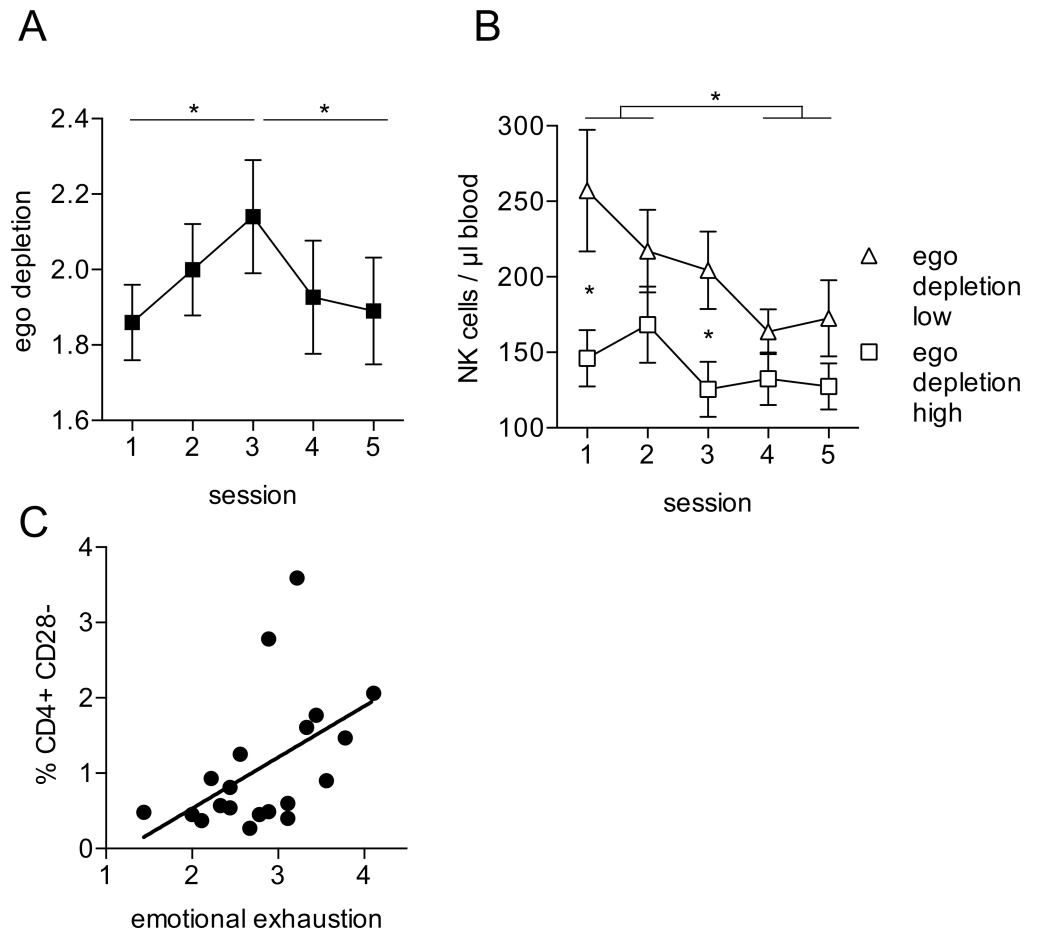 A
ego depletion
2.4
2.2
2.0
1.8
1.6
*
*
1
2
3
4
5
session
B
NK cells / µl blood
300
250
200
150
100
*
*
*
1
2
3
4
5
session
ego
depletion
low
ego
depletion
high
C
% CD4+ CD28-
4
3
2
1
0
1
2
3
4
emotional exhaustion